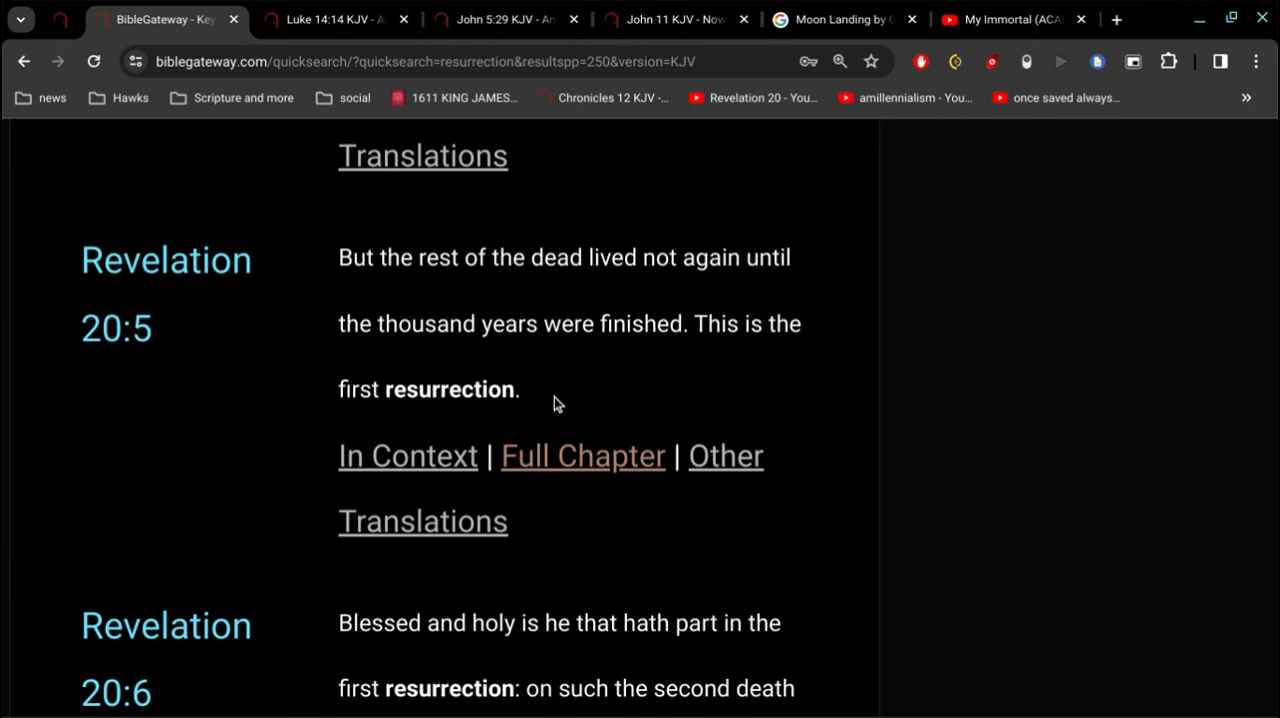 BibleGateway - Key
Luke 14:14 KJV - A
John 5:29 KJV - An
John 11 KJV - Now
Moon Landing by G
My Immortal (ACA
biblegateway.com/quicksearch/?quicksearch=resurrection&resultspp=250&version=KJV
news
Hawks
Scripture and more
social
1611 KING JAMES...
Chronicles 12 KJV -...
Revelation 20 - You...
amillennialism - You...
once saved always...
Translations
Revelation
20:5
But the rest of the dead lived not again until
the thousand years were finished. This is the
first resurrection.
In Context | Full Chapter | Other
Translations
Revelation
20:6
Blessed and holy is he that hath part in the
first resurrection: on such the second death